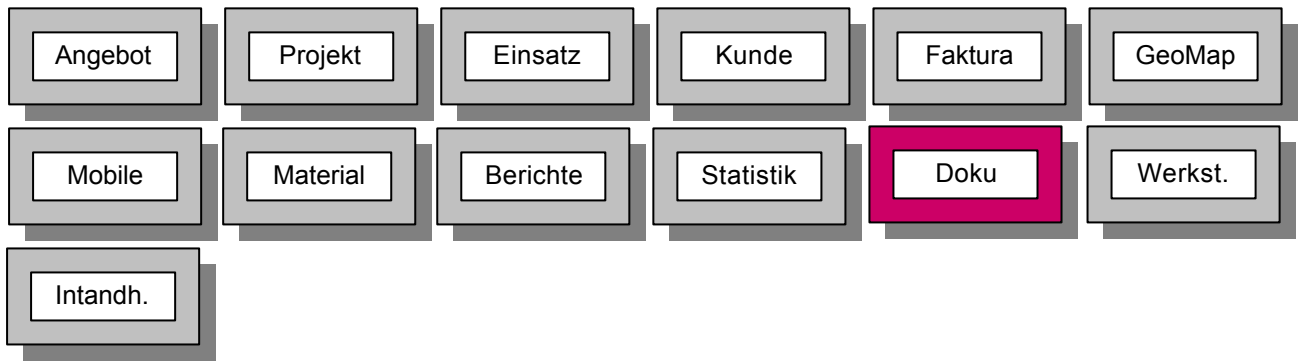 Angebot Projekt Einsatz Kunde Faktura GeoMap
Mobile Material Berichte Statistik Doku Werkst.
Intandh.